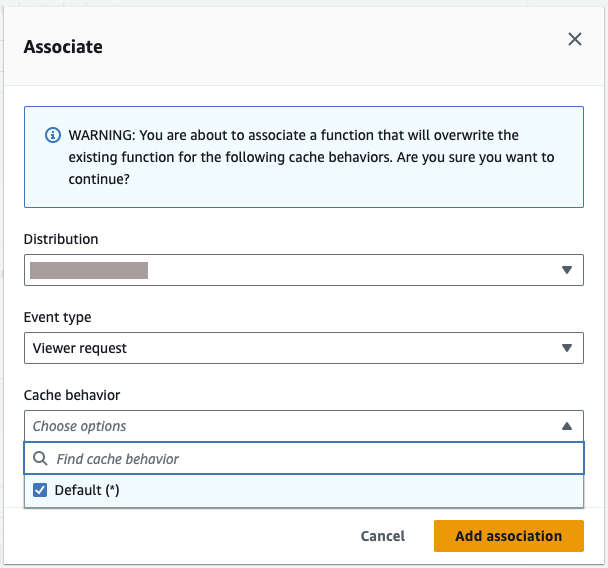 Associate
WARNING: You are about to associate a function that will overwrite the
existing function for the following cache behaviors. Are you sure you want to
continue?
Distribution
Event type
Viewer request
Cache behavior
Choose options
Find cache behavior
Default (*)
Cancel
Add association